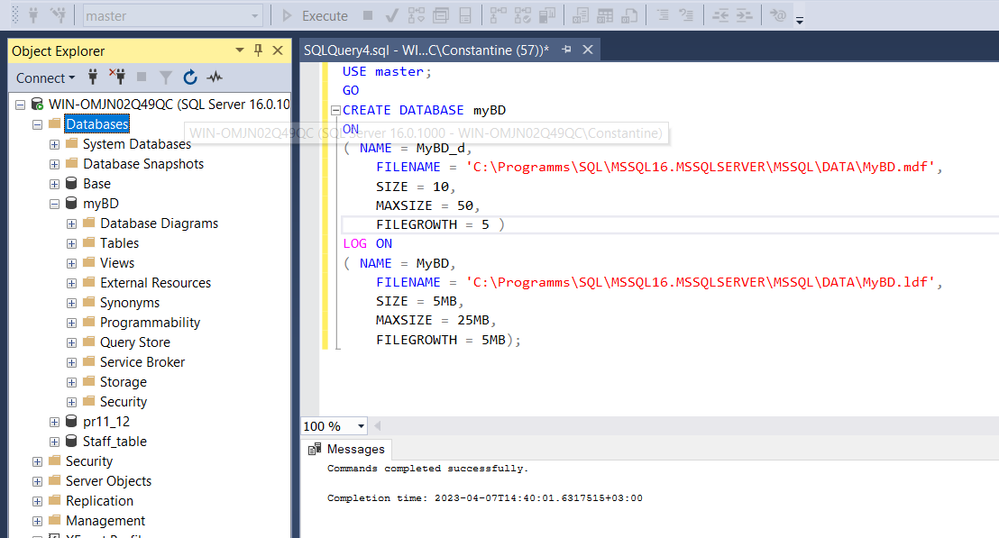 master
Execute
Object Explorer
Connect
WIN-OMJN02Q49QC (SQL Server 16.0.10
Databases
WIN-OMJN02Q49QC (SQL Server 16.0.1000 - WIN-OMJN02Q49QC\Constantine)
System Databases
Database Snapshots
Base
myBD
Database Diagrams
Tables
Views
External Resources
Synonyms
Programmability
Query Store
Service Broker
Storage
Security
pr11_12
Staff_table
Security
Server Objects
Replication
Management
SQLQuery4.sql - WI...C\Constantine (57))*
USE master;
GO
CREATE DATABASE myBD
ON
( NAME = MyBD_d,
FILENAME = 'C:\Programms\SQL\MSSQL16.MSSQLSERVER\MSSQL\DATA\MyBD.mdf',
SIZE = 10,
MAXSIZE = 50,
FILEGROWTH = 5 )
LOG ON
( NAME = MyBD,
FILENAME = 'C:\Programms\SQL\MSSQL16.MSSQLSERVER\MSSQL\DATA\MyBD.ldf',
SIZE = 5MB,
MAXSIZE = 25MB,
FILEGROWTH = 5MB);
100 %
Messages
Commands completed successfully.
Completion time: 2023-04-07T14:40:01.6317515+03:00